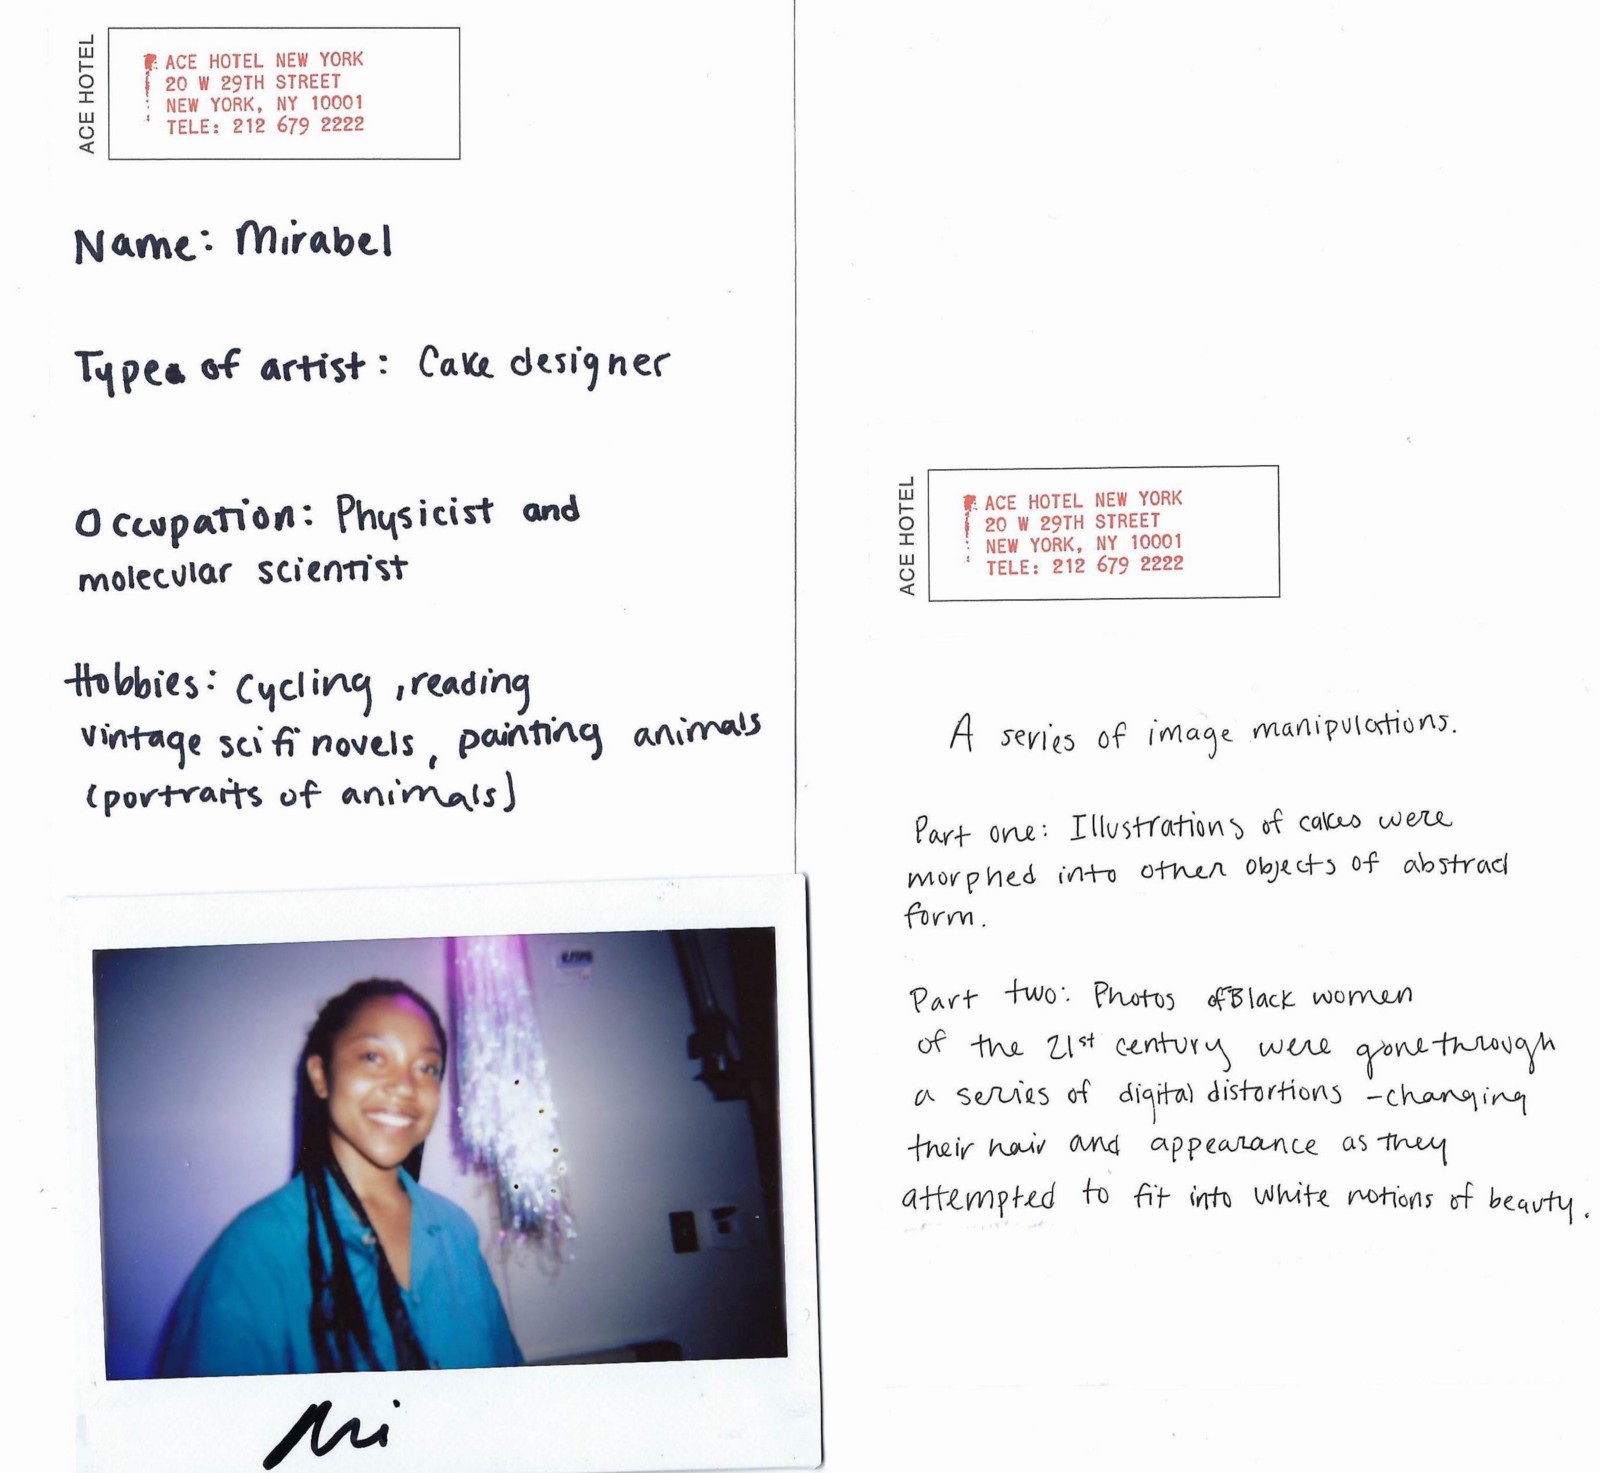 ACE HOTEL
ACE HOTEL NEW YORK
20 W 29TH STREET
NEW YORK, NY 10001
TELE: 212 679 2222
Name: Mirabel
Type of artist: Cake designer
Occupation: Physicist and
molecular scientist
Hobbies: Cycling, reading
vintage sci fi novels, painting animals
(portraits of animals)
Mi
ACE HOTEL
ACE HOTEL NEW YORK
20 W 29TH STREET
NEW YORK, NY 10001
TELE: 212 679 2222
A series of image manipulations.
Part one: Illustrations of cakes were
morphed into other objects of abstract
form.
Part two: Photos of Black women
of the 21st century were gone through
a series of digital distortions - changing
their hair and appearance as they
attempted to fit into white notions of beauty.